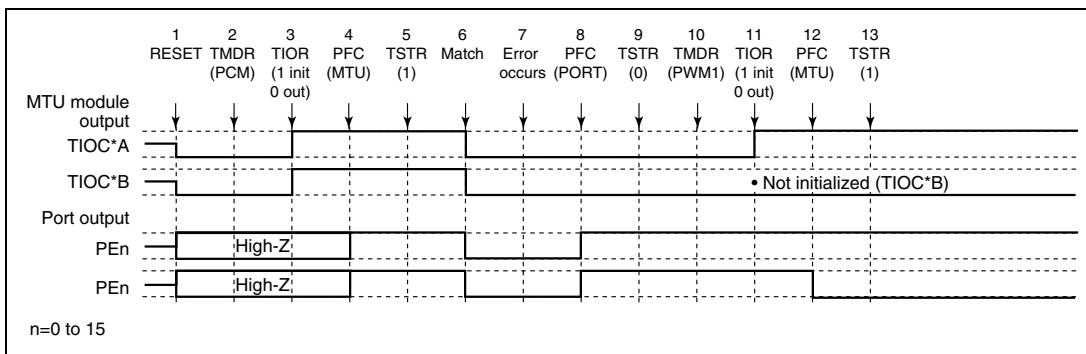 1 2 3 4 5 6 7 8 9 10 11 12 13
RESET TMDR TIOR PFC TSTR Match Error PFC TSTR TMDR TIOR PFC TSTR
(PCM) (1 init (MTU) (1) occurs (PORT) (0) (PWM1) (1 init (MTU) (1)
0 out) 0 out)
MTU module
output
TIOC*A
TIOC*B
• Not initialized (TIOC*B)
Port output
PEn
High-Z
PEn
High-Z
n=0 to 15